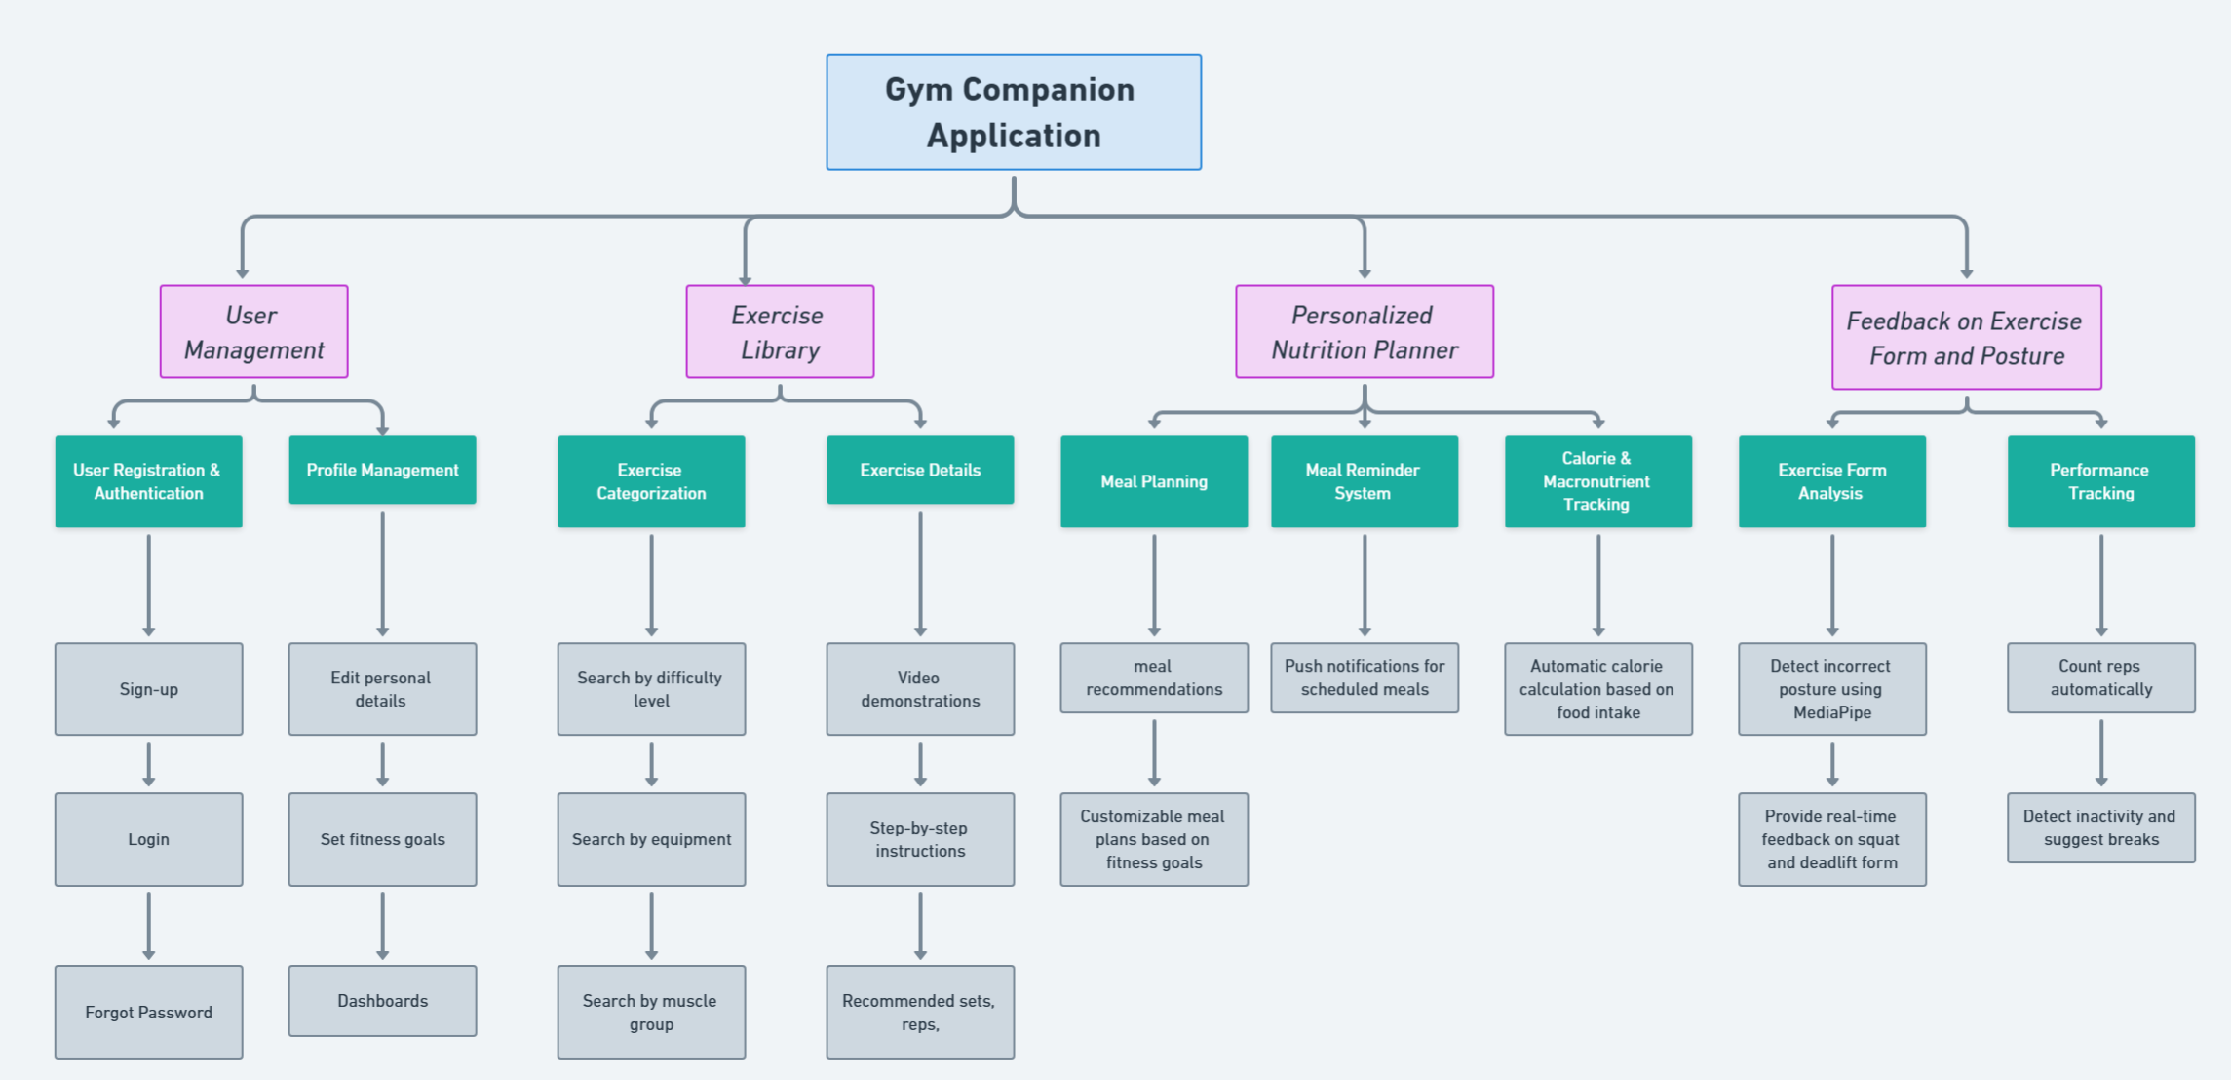 Gym Companion
Application
User
Management
Exercise
Library
Personalized
Nutrition Planner
Feedback on Exercise
Form and Posture
User Registration &
Authentication
Profile Management
Exercise
Categorization
Exercise Details
Meal Planning
Meal Reminder
System
Calorie &
Macronutrient
Tracking
Exercise Form
Analysis
Performance
Tracking
Sign-up
Edit personal
details
Search by difficulty
level
Video
demonstrations
meal
recommendations
Push notifications for
scheduled meals
Automatic calorie
calculation based on
food intake
Detect incorrect
posture using
MediaPipe
Count reps
automatically
Login
Set fitness goals
Search by equipment
Step-by-step
instructions
Customizable meal
plans based on
fitness goals
Provide real-time
feedback on squat
and deadlift form
Detect inactivity and
suggest breaks
Forgot Password
Dashboards
Search by muscle
group
Recommended sets,
reps,